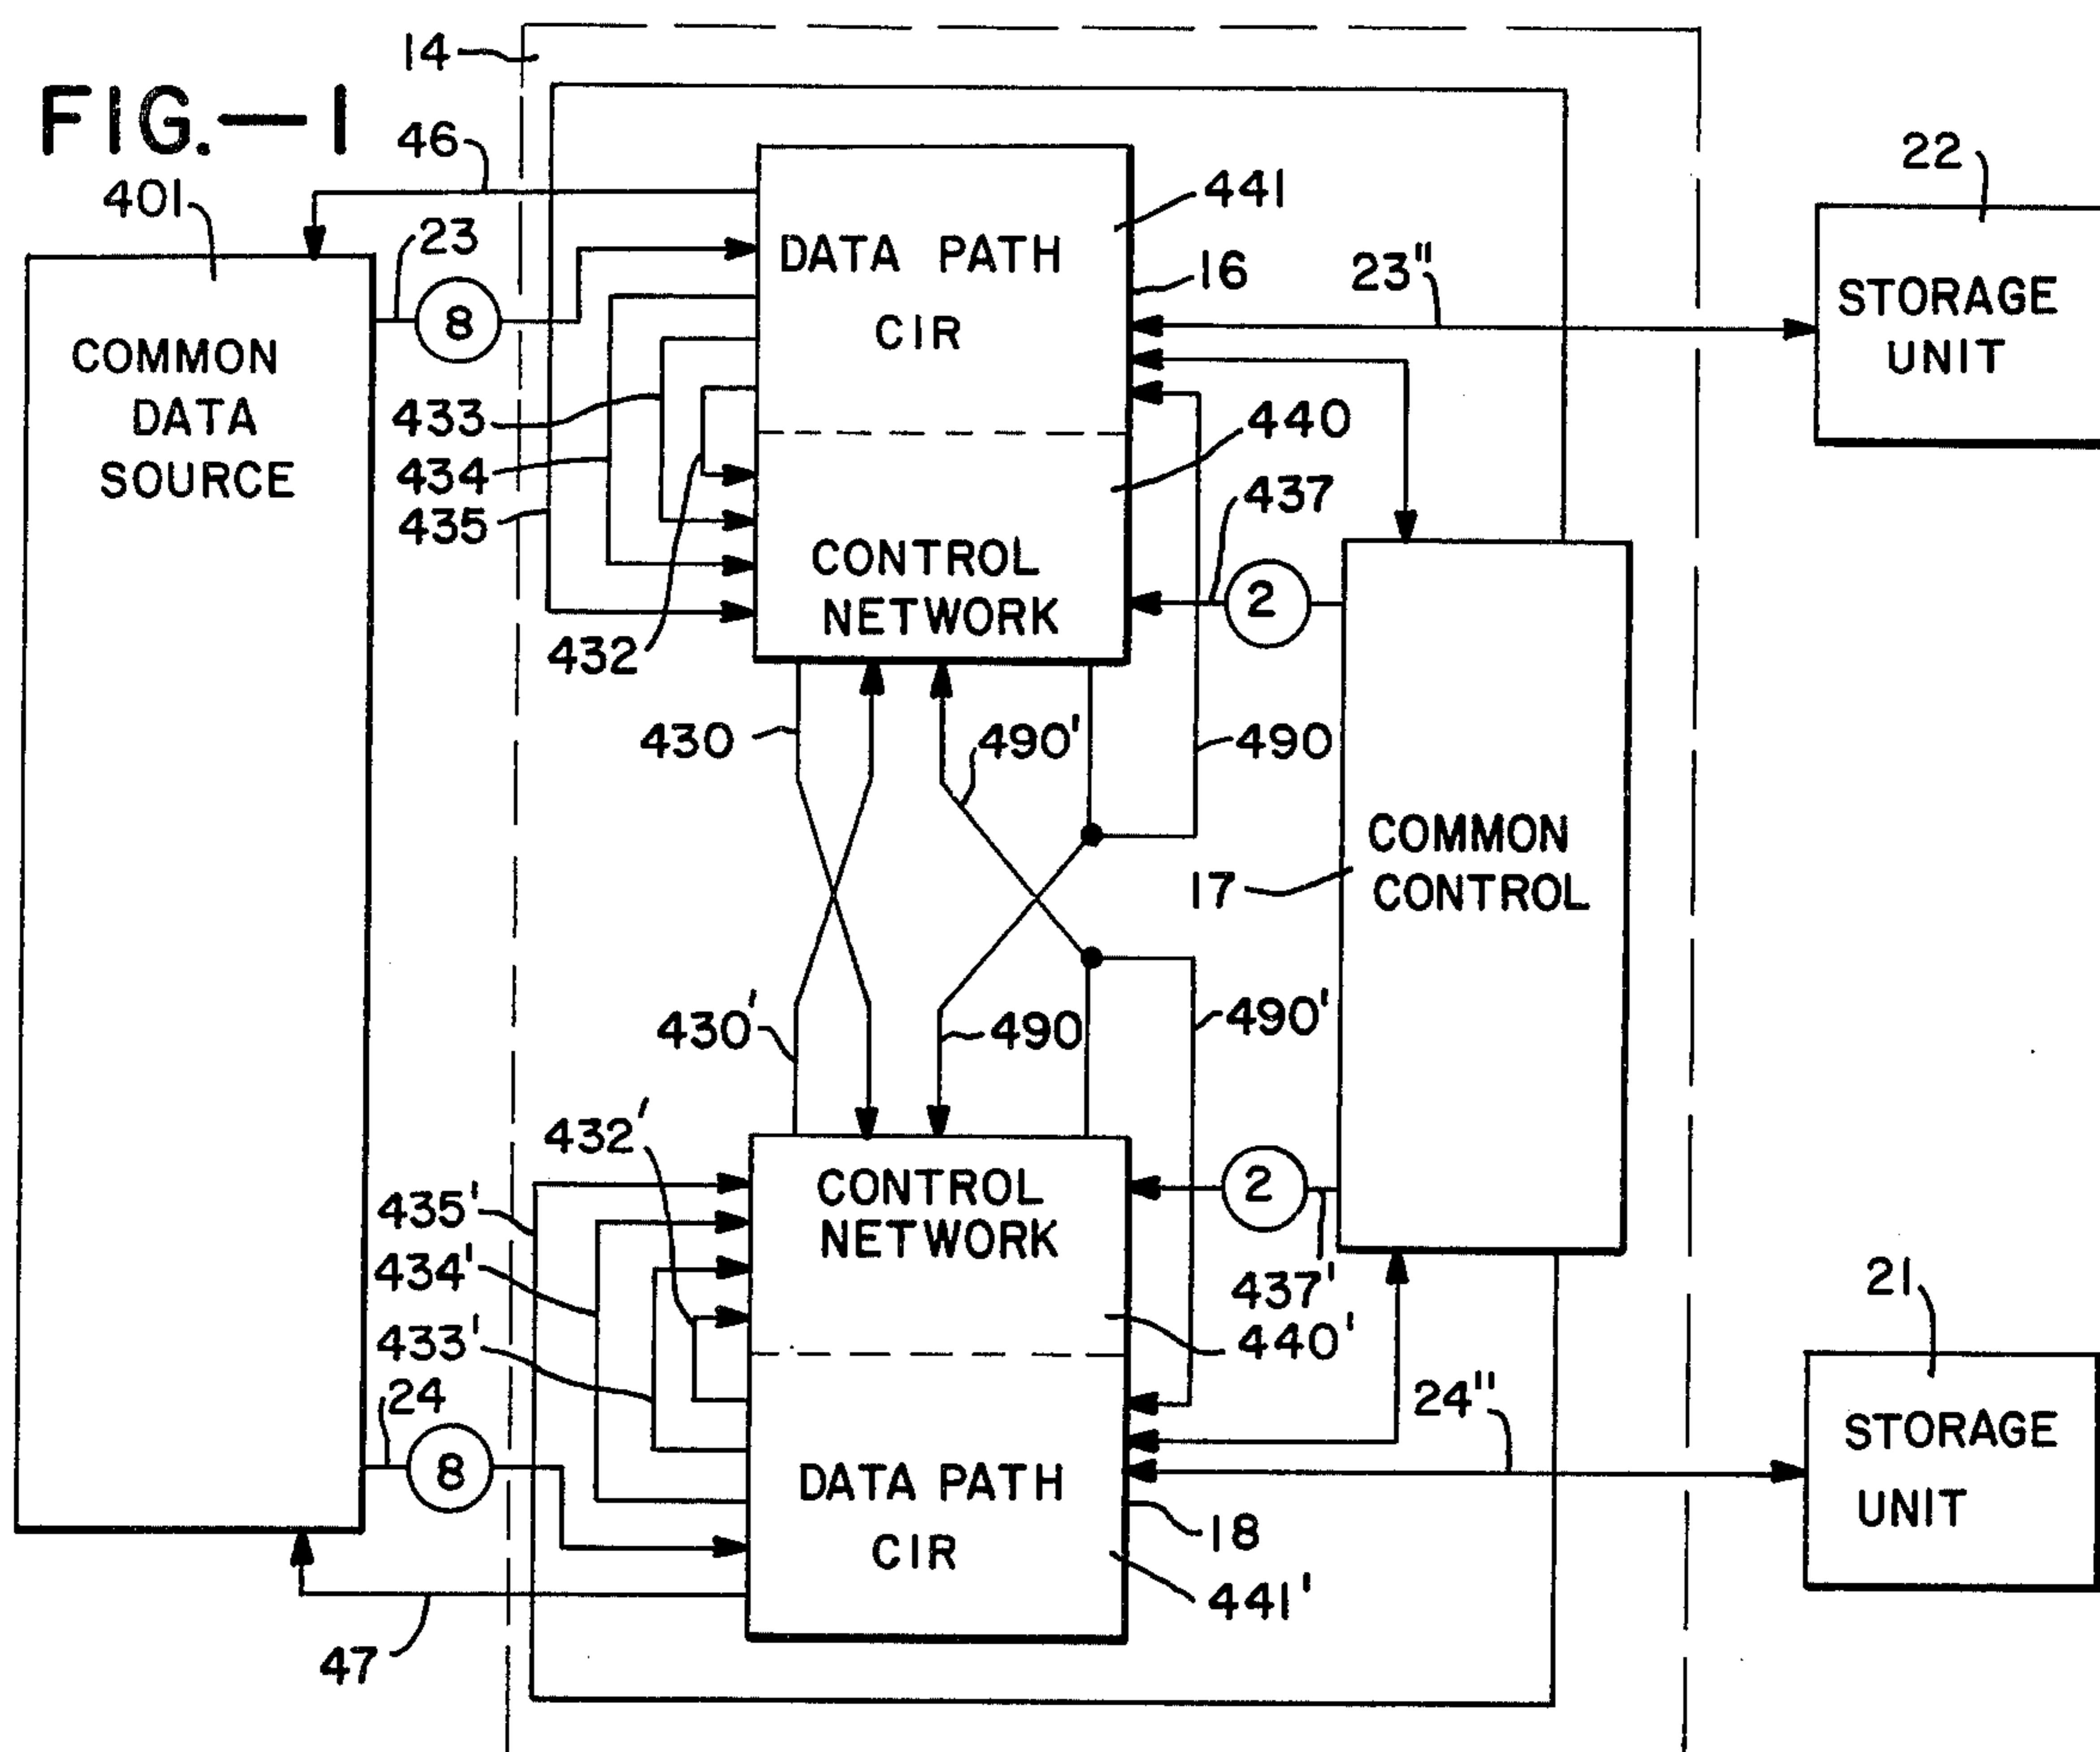 FIG.—1
14
46
401
23
8
COMMON
DATA
SOURCE
441
DATA PATH
CIR
16
23"
22
STORAGE
UNIT
433
434
435
432
440
437
CONTROL
NETWORK
2
430
490'
490
COMMON
CONTROL
17
430'
490
490'
432'
435'
434'
433'
CONTROL
NETWORK
2
437'
440'
24
8
DATA PATH
CIR
24"
21
STORAGE
UNIT
18
441'
47